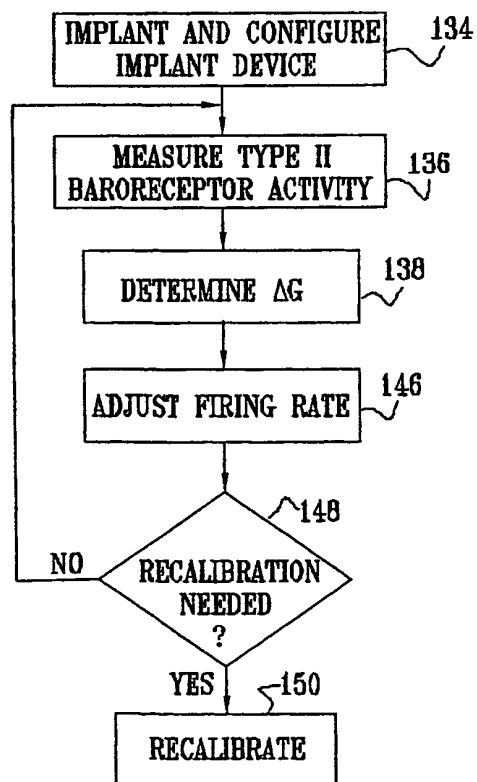 IMPLANT AND CONFIGURE
IMPLANT DEVICE
134
MEASURE TYPE II
BARORECEPTOR ACTIVITY
136
DETERMINE ΔG
138
ADJUST FIRING RATE
146
148
RECALIBRATION
NEEDED
?
NO
YES
150
RECALIBRATE